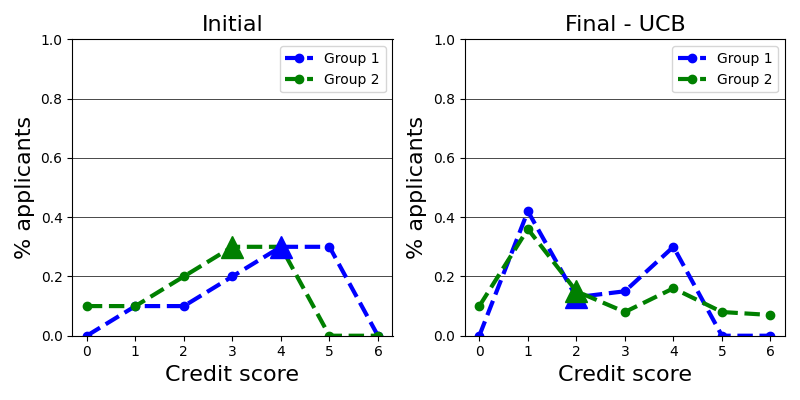 Initial
1.0
0.8
0.6
0.4
0.2
0.0
% applicants
Group 1
Group 2
0 1 2 3 4 5 6
Credit score
Final - UCB
1.0
0.8
0.6
0.4
0.2
0.0
% applicants
Group 1
Group 2
0 1 2 3 4 5 6
Credit score